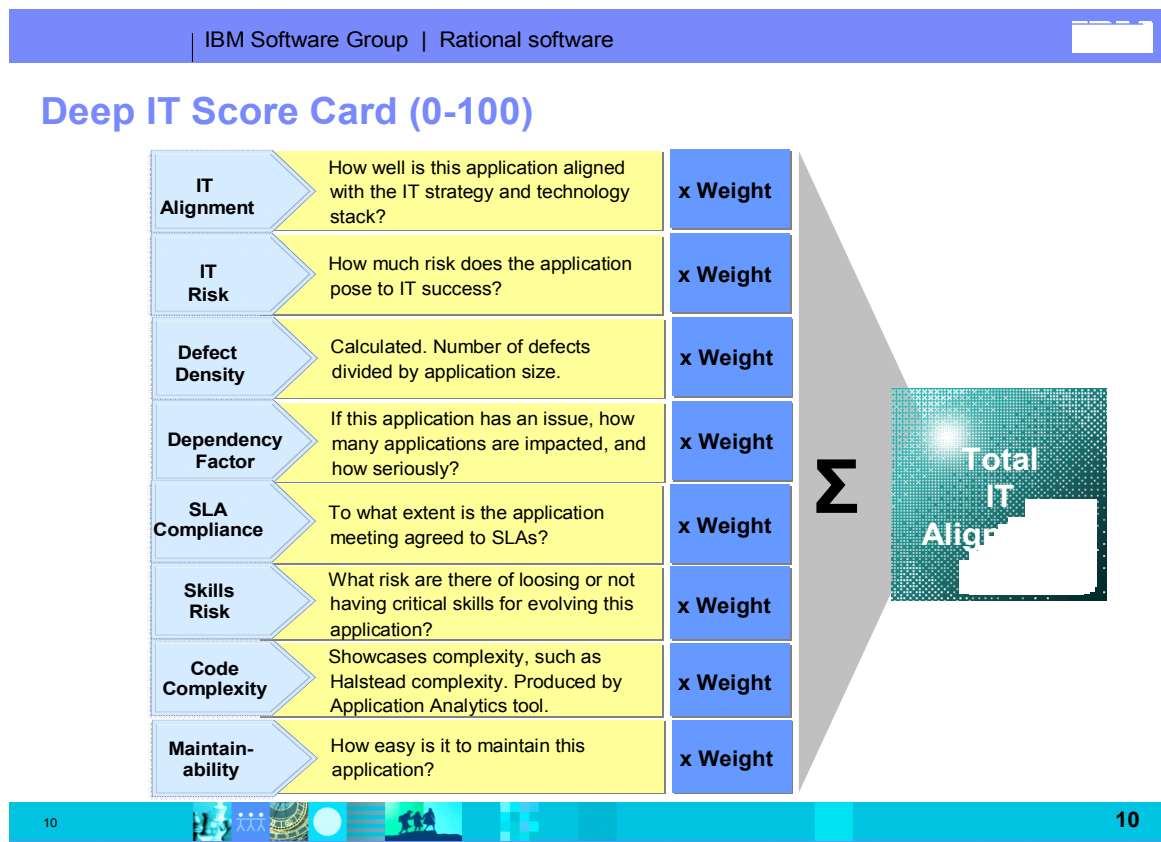 IBM Software Group | Rational software
Deep IT Score Card (0-100)
IT
Alignment
How well is this application aligned
with the IT strategy and technology
stack?
x Weight
IT
Risk
How much risk does the application
pose to IT success?
x Weight
Defect
Density
Calculated. Number of defects
divided by application size.
x Weight
Dependency
Factor
If this application has an issue, how
many applications are impacted, and
how seriously?
x Weight
SLA
Compliance
To what extent is the application
meeting agreed to SLAs?
x Weight
Skills
Risk
What risk are there of loosing or not
having critical skills for evolving this
application?
x Weight
Code
Complexity
Showcases complexity, such as
Halstead complexity. Produced by
Application Analytics tool.
x Weight
Maintain-
ability
How easy is it to maintain this
application?
x Weight
Σ
Total
IT
10
10